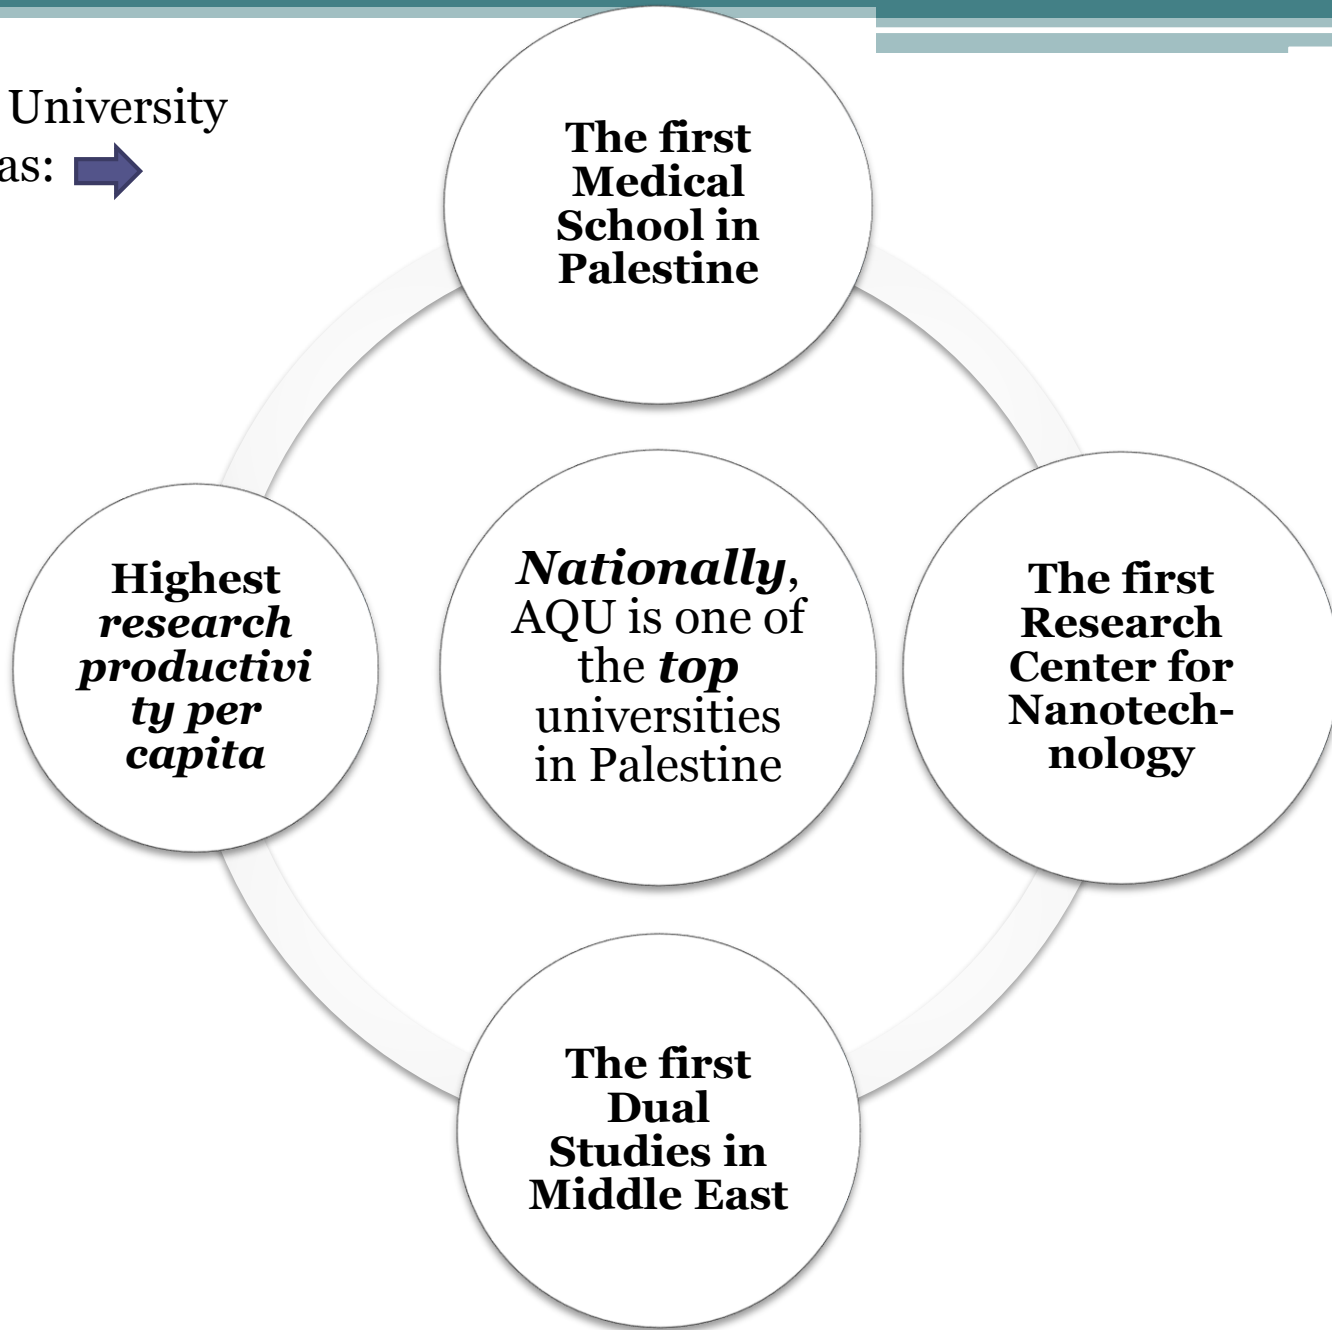 University
as:
The first
Medical
School in
Palestine
Highest
research
productivi
ty per
capita
Nationally,
AQU is one of
the top
universities
in Palestine
The first
Research
Center for
Nanotech-
nology
The first
Dual
Studies in
Middle East